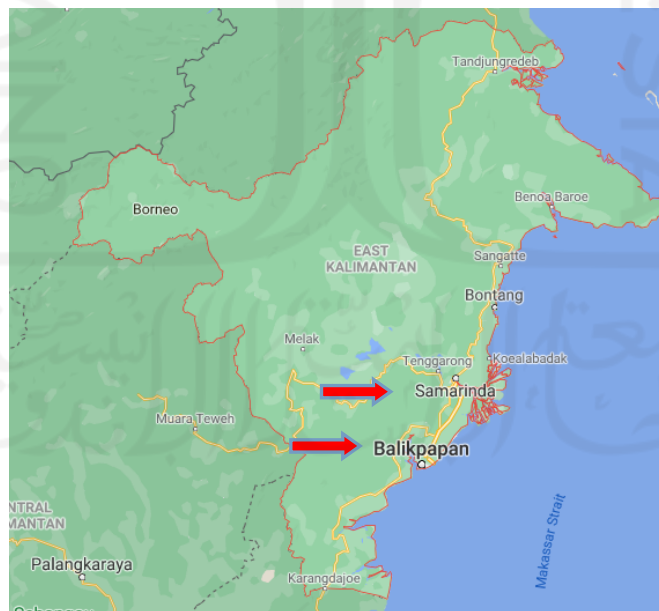 Tandjungredeb
Benoa Baroe
Borneo
EAST
KALIMANTAN
Sangatte
Bontang
Melak
Tenggarong
Koealabadak
Samarinda
Muara Teweh
Balikpapan
NTRAL
IMANTAN
Palangkaraya
Karangdajoe
Makassar Strait